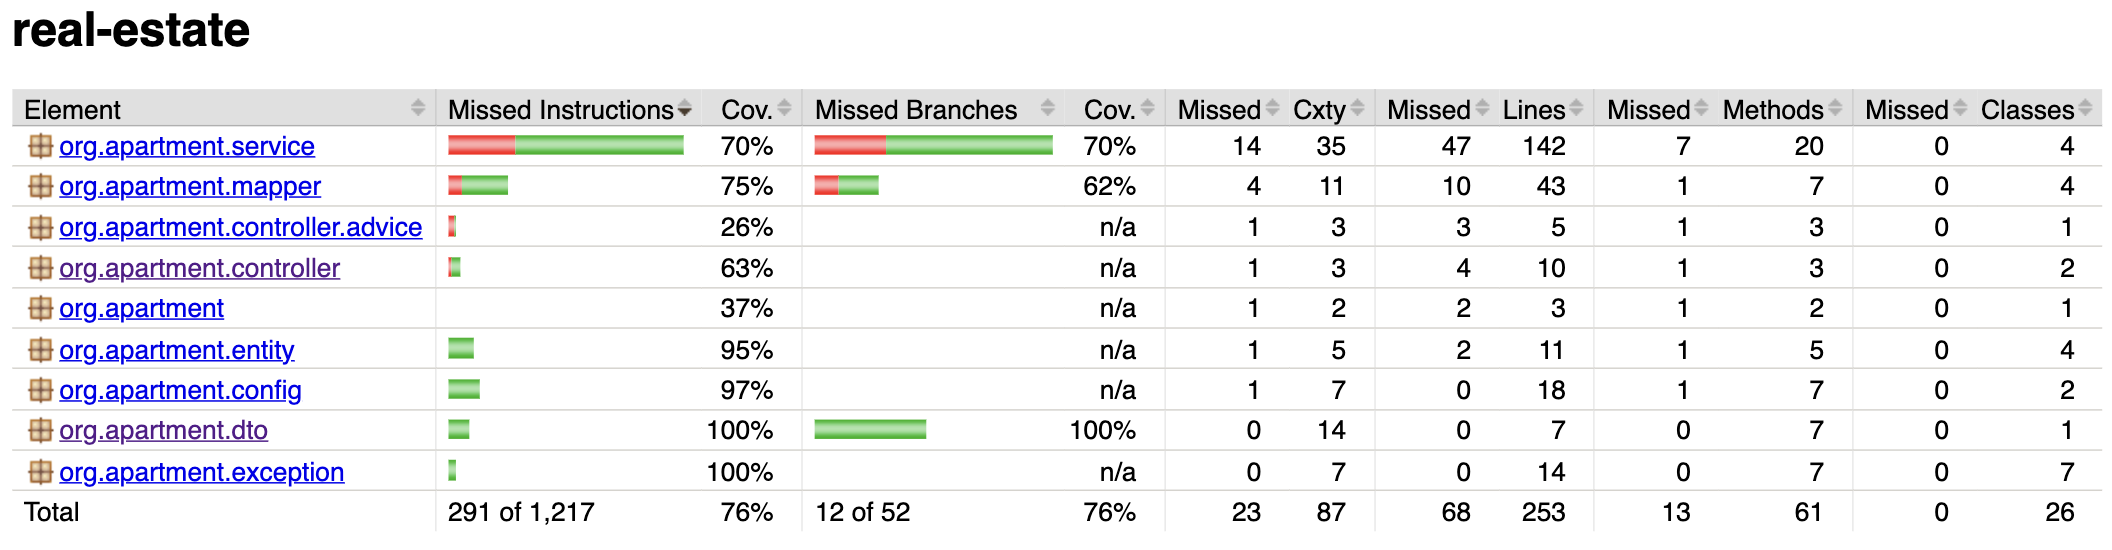 real-estate
Element Missed Instructions Cov. Missed Branches Cov. Missed Cxty Missed Lines Missed Methods Missed Classes
org.apartment.service 70% 70% 14 35 47 142 7 20 0 4
org.apartment.mapper 75% 62% 4 11 10 43 1 7 0 4
org.apartment.controller.advice 26% n/a 1 3 3 5 1 3 0 1
org.apartment.controller 63% n/a 1 3 4 10 1 3 0 2
org.apartment 37% n/a 1 2 2 3 1 2 0 1
org.apartment.entity 95% n/a 1 5 2 11 1 5 0 4
org.apartment.config 97% n/a 1 7 0 18 1 7 0 2
org.apartment.dto 100% 100% 0 14 0 7 0 7 0 1
org.apartment.exception 100% n/a 0 7 0 14 0 7 0 7
Total 291 of 1,217 76% 12 of 52 76% 23 87 68 253 13 61 0 26